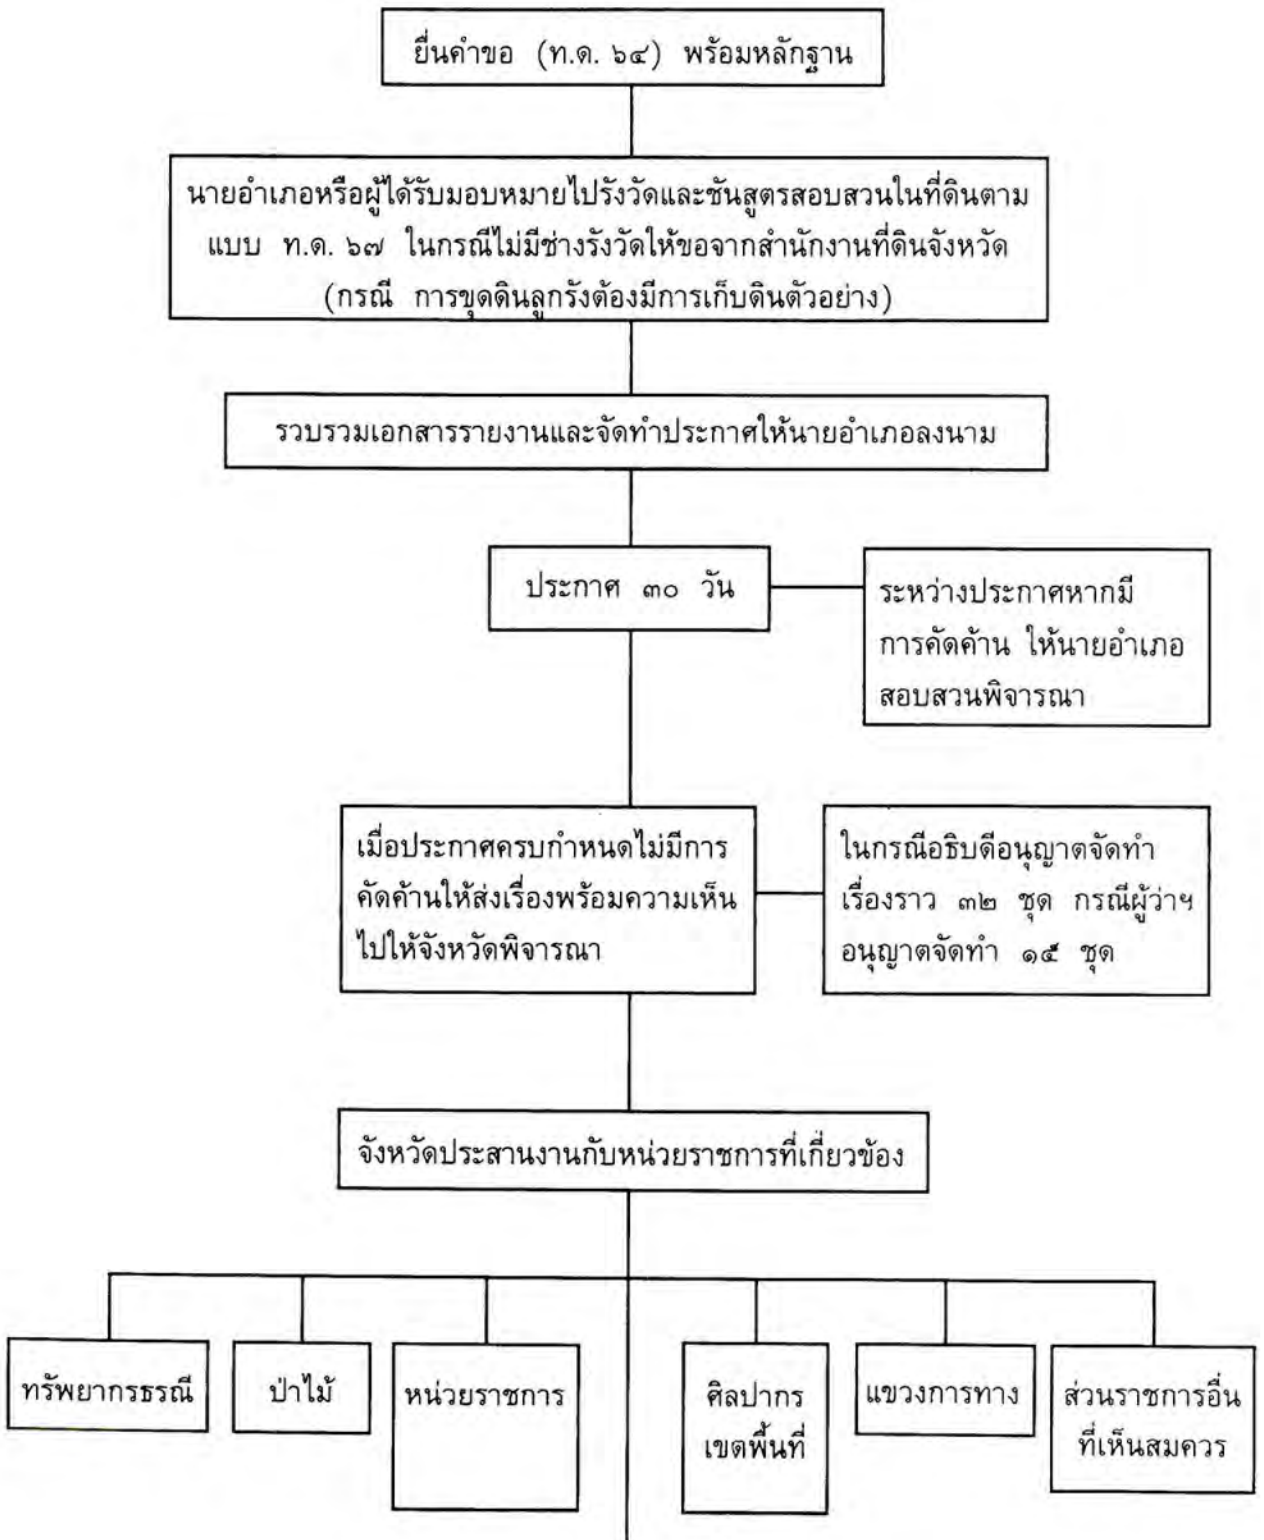 ยื่นคำขอ (ท.ด. ๖๔) พร้อมหลักฐาน
นายอำเภอหรือผู้ได้รับมอบหมายไปรังวัดและชันสูตรสอบสวนในที่ดินตาม
แบบ ท.ด. ๖๗ ในกรณีไม่มีช่างรังวัดให้ขอจากสำนักงานที่ดินจังหวัด
(กรณี การขุดดินลูกรังต้องมีการเก็บดินตัวอย่าง)
รวบรวมเอกสารรายงานและจัดทำประกาศให้นายอำเภอลงนาม
ประกาศ ๓๐ วัน
ระหว่างประกาศหากมี
การคัดค้าน ให้นายอำเภอ
สอบสวนพิจารณา
เมื่อประกาศครบกำหนดไม่มีการ
คัดค้านให้ส่งเรื่องพร้อมความเห็น
ไปให้จังหวัดพิจารณา
ในกรณีอธิบดีอนุญาตจัดทำ
เรื่องราว ๓๒ ชุด กรณีผู้ว่าฯ
อนุญาตจัดทำ ๑๕ ชุด
จังหวัดประสานงานกับหน่วยราชการที่เกี่ยวข้อง
ทรัพยากรธรณี
ป่าไม้
หน่วยราชการ
ศิลปากร
เขตพื้นที่
แขวงการทาง
ส่วนราชการอื่น
ที่เห็นสมควร